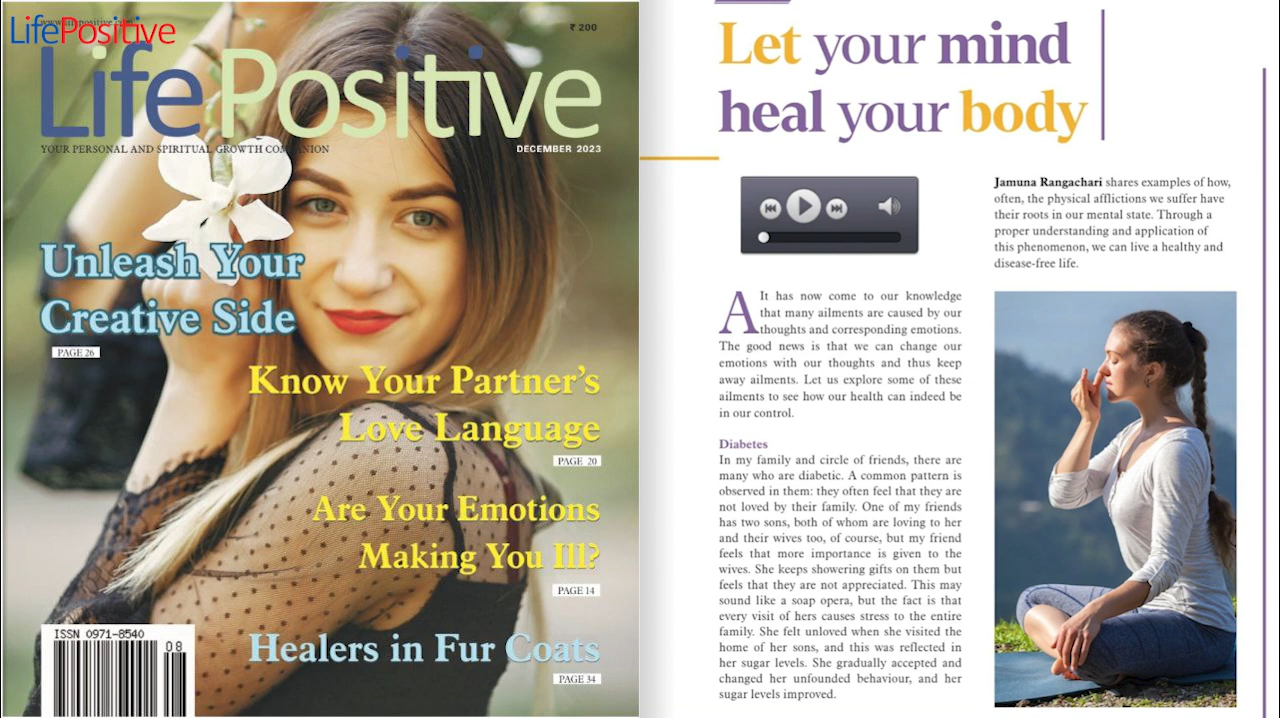 www.lifepositive.com
LifePositive
₹ 200
LifePositive
YOUR PERSONAL AND SPIRITUAL GROWTH COMPANION
DECEMBER 2023
Unleash Your
Creative Side
PAGE 26
Know Your Partner's
Love Language
PAGE 20
Are Your Emotions
Making You Ill?
PAGE 14
Healers in Fur Coats
PAGE 34
ISSN 0971-8540
08
Let your mind
heal your body
Jamuna Rangachari shares examples of how,
often, the physical afflictions we suffer have
their roots in our mental state. Through a
proper understanding and application of
this phenomenon, we can live a healthy and
disease-free life.
A It has now come to our knowledge
that many ailments are caused by our
thoughts and corresponding emotions.
The good news is that we can change our
emotions with our thoughts and thus keep
away ailments. Let us explore some of these
ailments to see how our health can indeed be
in our control.
Diabetes
In my family and circle of friends, there are
many who are diabetic. A common pattern is
observed in them: they often feel that they are
not loved by their family. One of my friends
has two sons, both of whom are loving to her
and their wives too, of course, but my friend
feels that more importance is given to the
wives. She keeps showering gifts on them but
feels that they are not appreciated. This may
sound like a soap opera, but the fact is that
every visit of hers causes stress to the entire
family. She felt unloved when she visited the
home of her sons, and this was reflected in
her sugar levels. She gradually accepted and
changed her unfounded behaviour, and her
sugar levels improved.